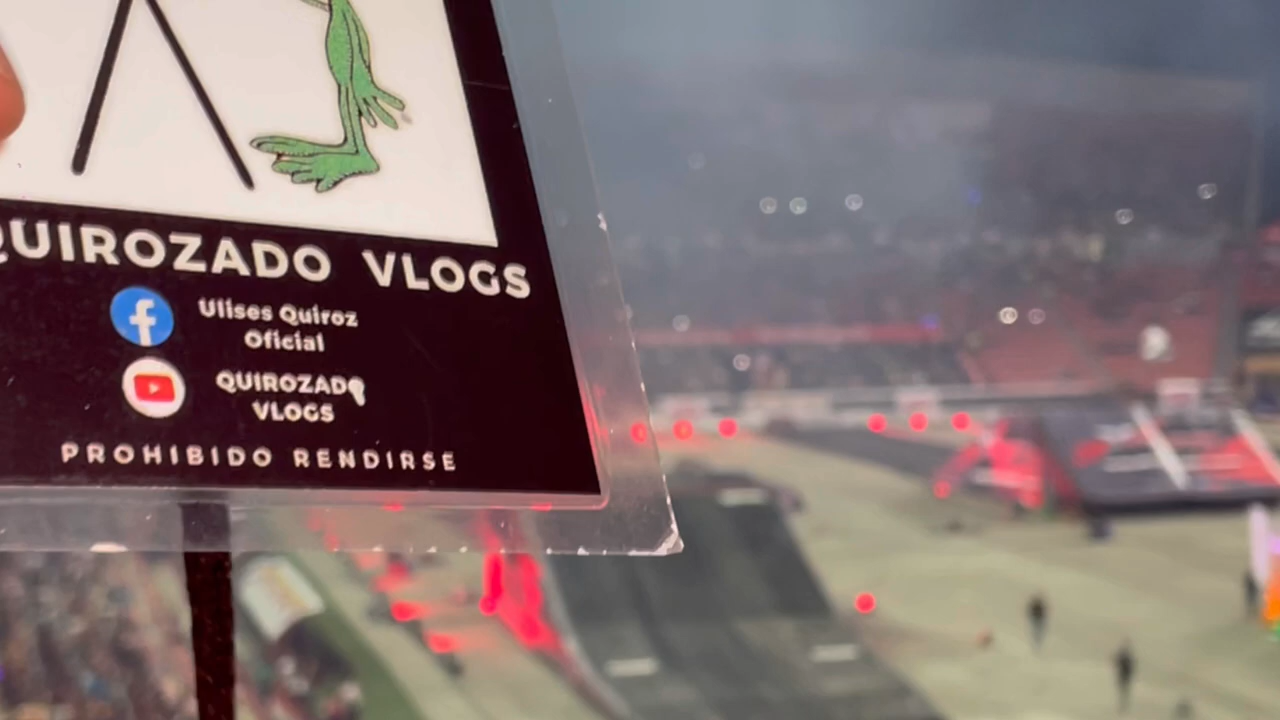 QUIROZADO VLOGS
Ulises Quiroz
Oficial
QUIROZADO
VLOGS
PROHIBIDO RENDIRSE